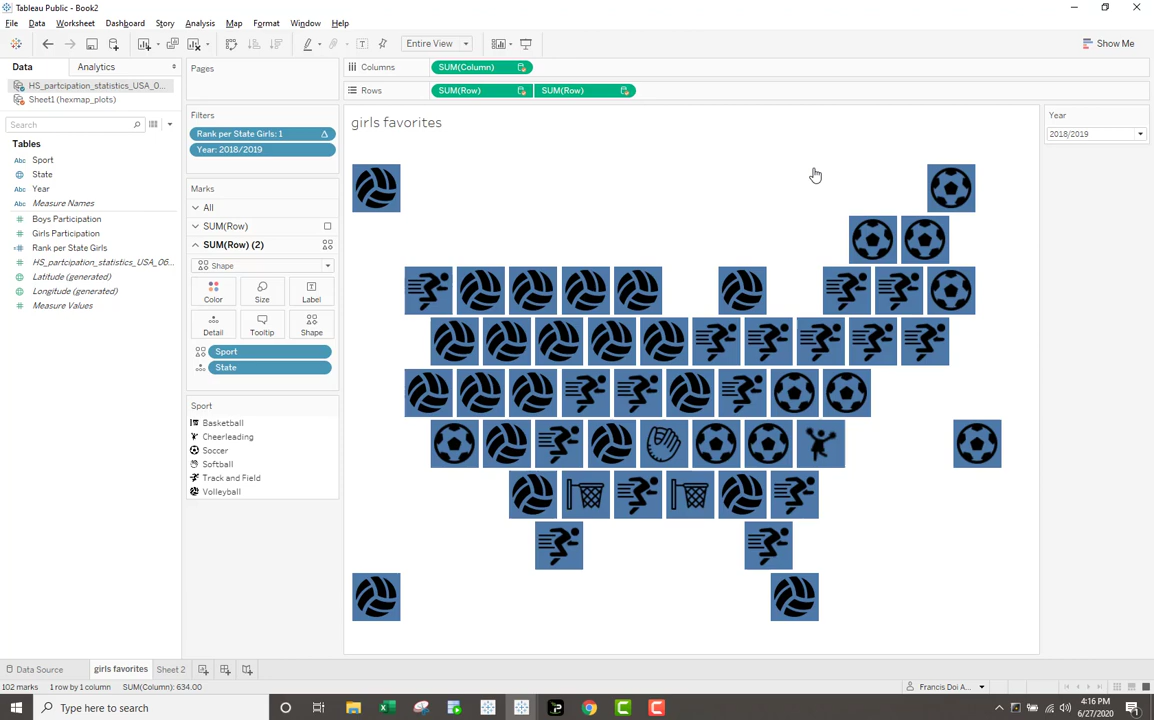 Tableau Public - Book2
File Data Worksheet Dashboard Story Analysis Map Format Window Help
Entire View
Show Me
Data Analytics
HS_partcipation_statistics_USA_0...
Sheet1 (hexmap_plots)
Search
Tables
Abc Sport
State
Abc Year
Abc Measure Names
Boys Participation
Girls Participation
Rank per State Girls
HS_partcipation_statistics_USA_06...
Latitude (generated)
Longitude (generated)
Measure Values
Pages
Filters
Rank per State Girls: 1
Year: 2018/2019
Marks
All
SUM(Row)
SUM(Row) (2)
Shape
Color Size Label
Detail Tooltip Shape
Sport
State
Sport
Basketball
Cheerleading
Soccer
Softball
Track and Field
Volleyball
Columns SUM(Column)
Rows SUM(Row) SUM(Row)
girls favorites
Year
2018/2019
Data Source girls favorites Sheet 2
102 marks 1 row by 1 column SUM(Column): 634.00 Francis Doi A...
Type here to search
4:16 PM
6/27/2020